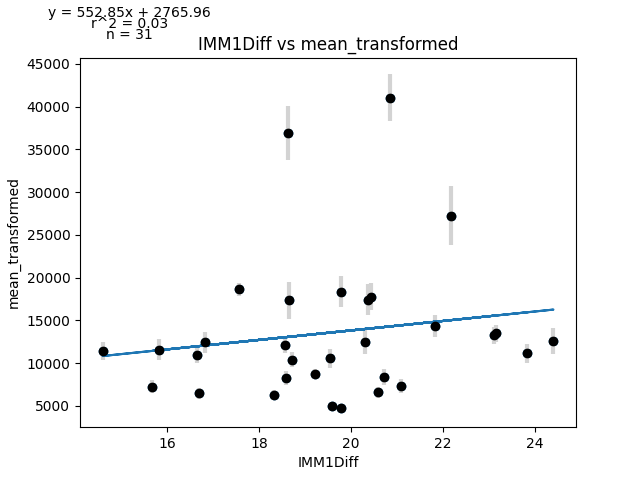 y = 552.85x + 2765.96
r^2 = 0.03
n = 31
IMM1Diff vs mean_transformed
45000
40000
35000
30000
25000
20000
15000
10000
5000
mean_transformed
16 18 20 22 24
IMM1Diff